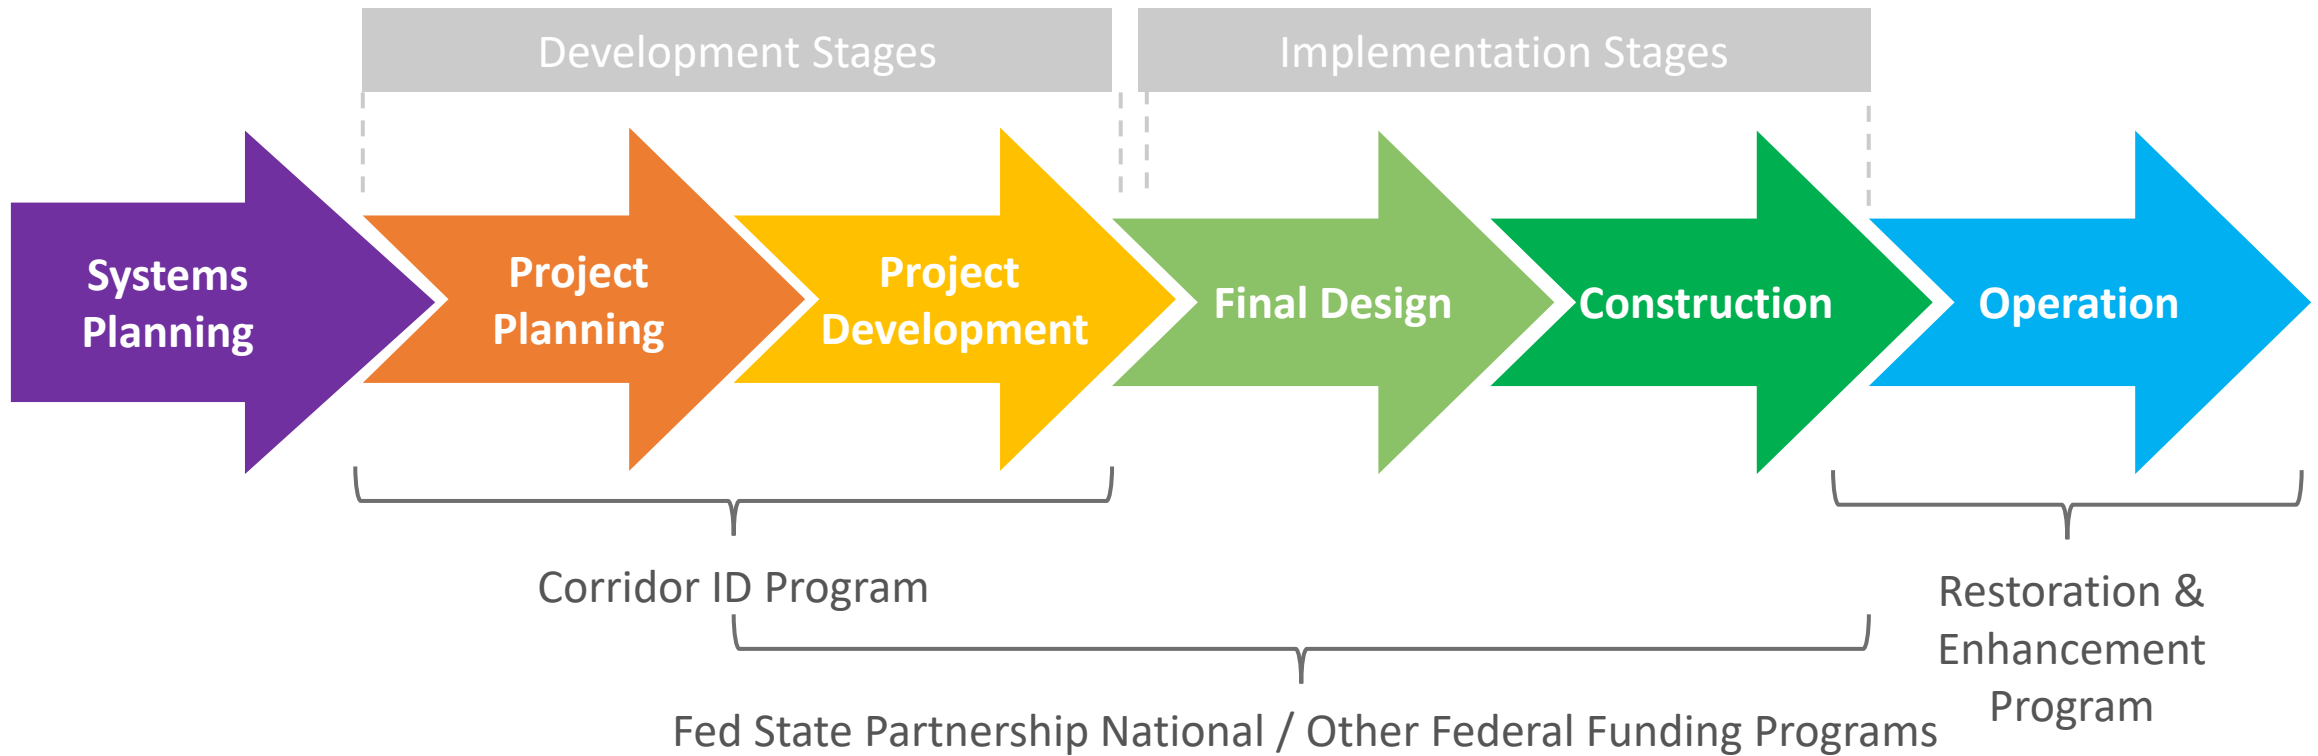 Development Stages
Implementation Stages
Systems
Planning
Project
Planning
Project
Development
Final Design
Construction
Operation
Corridor ID Program
Restoration &
Enhancement
Program
Fed State Partnership National / Other Federal Funding Programs